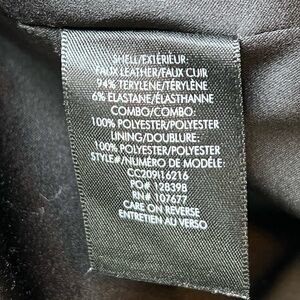 SHELL/EXTÉRIEUR:
FAUX LEATHER/FAUX CUIR
94% TERYLENE/TÉRYLÈNE
6% ELASTANE/ÉLASTHANNE
COMBO/COMBO:
100% POLYESTER/POLYESTER
LINING/DOUBLURE:
100% POLYESTER/POLYESTER
STYLE#/NUMÉRO DE MODÈLE:
CC209I16216
PO# 128398
RN# 107677
CARE ON REVERSE
ENTRETIEN AU VERSO